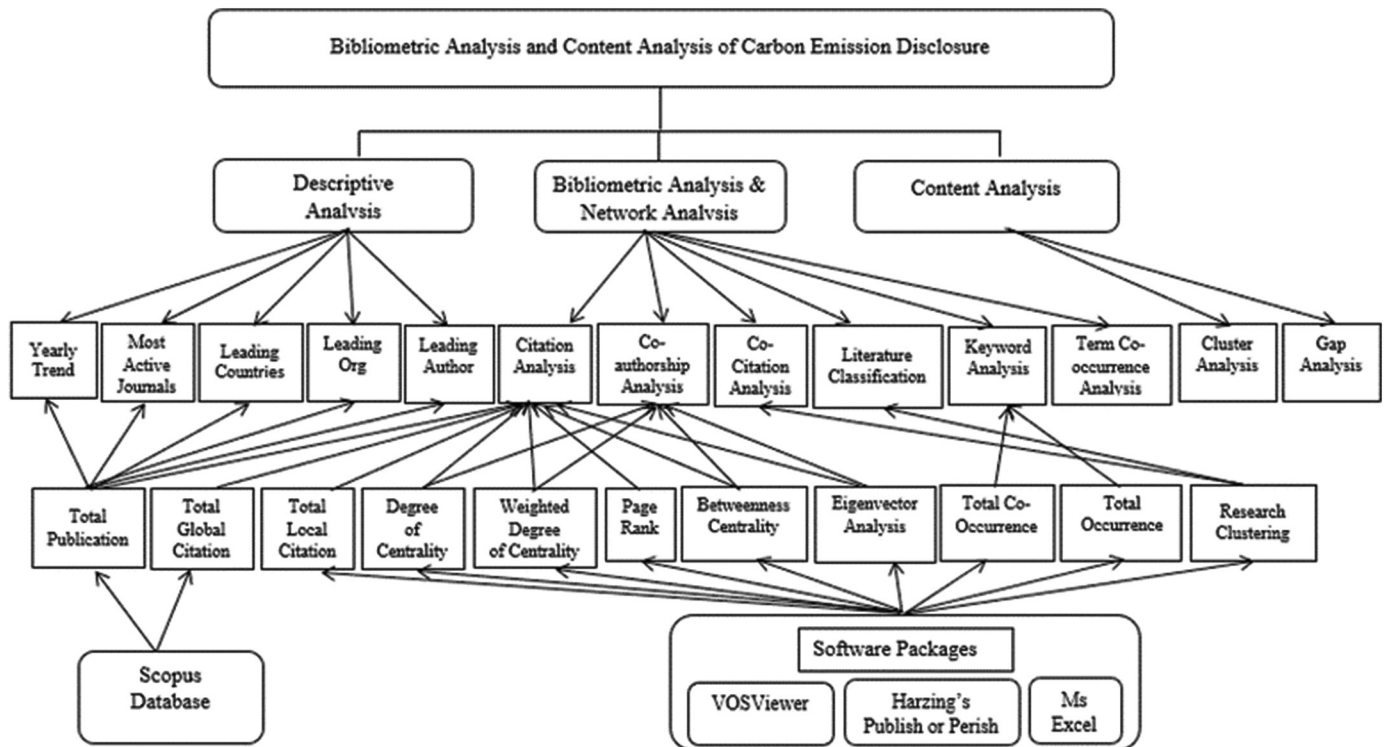 Bibliometric Analysis and Content Analysis of Carbon Emission Disclosure
Descriptive
Analysis
Bibliometric Analysis &
Network Analysis
Content Analysis
Yearly
Trend
Most
Active
Journals
Leading
Countries
Leading
Org
Leading
Author
Citation
Analysis
Co-
authorship
Analysis
Co-
Citation
Analysis
Literature
Classification
Keyword
Analysis
Term Co-
occurrence
Analysis
Cluster
Analysis
Gap
Analysis
Total
Publication
Total
Global
Citation
Total
Local
Citation
Degree
of
Centrality
Weighted
Degree
of Centrality
Page
Rank
Betweenness
Centrality
Eigenvector
Analysis
Total Co-
Occurrence
Total
Occurrence
Research
Clustering
Scopus
Database
Software Packages
VOSViewer
Harzing's
Publish or Perish
Ms
Excel